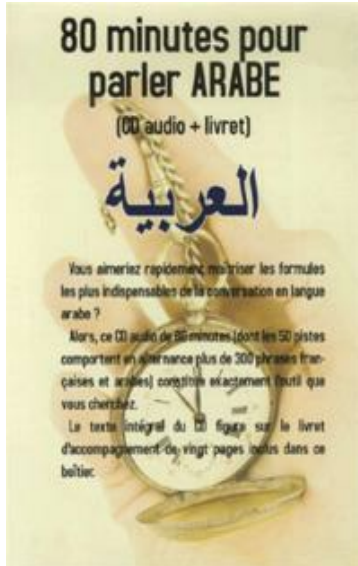 80 minutes pour
parler ARABE
(CD audio + livret)
العربية
Vous aimeriez rapidement maîtriser les formules
les plus indispensables de la conversation en langue
arabe ?
Alors, ce CD audio de 80 minutes (dont les 50 pistes
comportent en alternance plus de 300 phrases fran-
çaises et arabes) constitue exactement l'outil que
vous cherchez.
Le texte intégral du CD figure sur le livret
d'accompagnement de vingt pages inclus dans ce
boîtier.